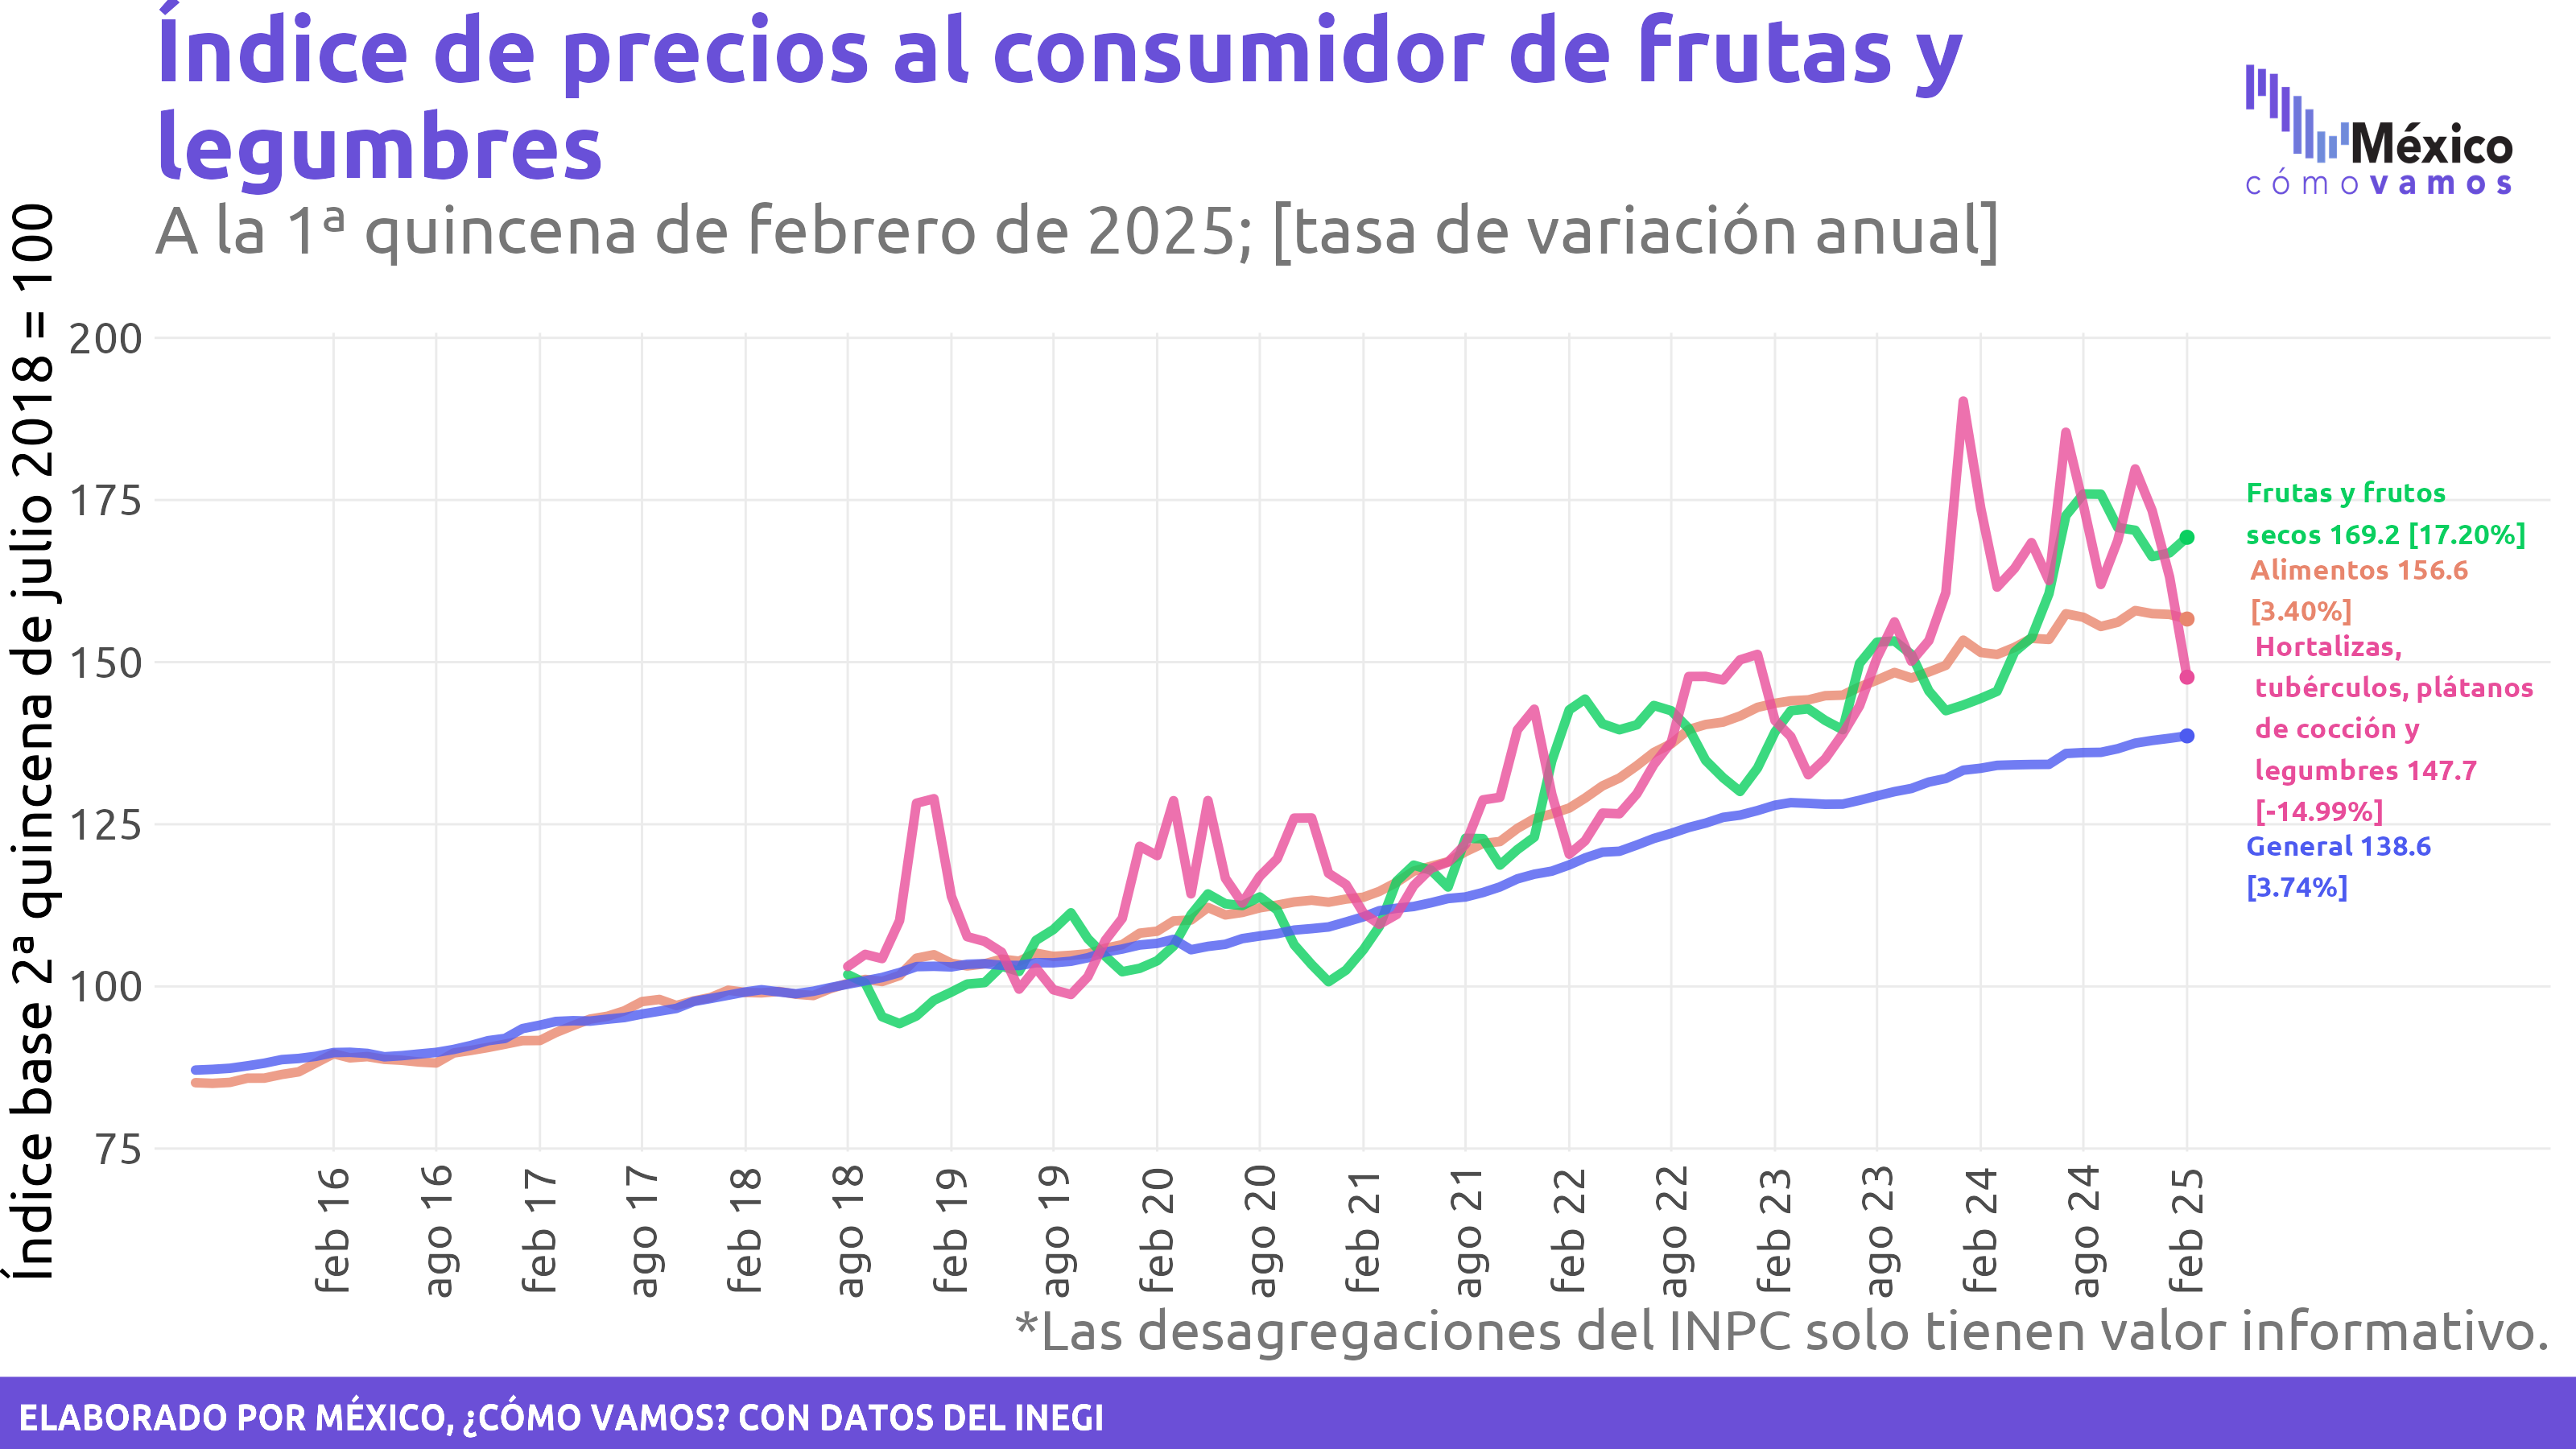 Índice de precios al consumidor de frutas y
legumbres
A la 1ª quincena de febrero de 2025; [tasa de variación anual]
México
cómo vamos
Índice base 2ª quincena de julio 2018 = 100
200
175
150
125
100
75
Frutas y frutos
secos 169.2 [17.20%]
Alimentos 156.6
[3.40%]
Hortalizas,
tubérculos, plátanos
de cocción y
legumbres 147.7
[-14.99%]
General 138.6
[3.74%]
feb 16
ago 16
feb 17
ago 17
feb 18
ago 18
feb 19
ago 19
feb 20
ago 20
feb 21
ago 21
feb 22
ago 22
feb 23
ago 23
feb 24
ago 24
feb 25
*Las desagregaciones del INPC solo tienen valor informativo.
ELABORADO POR MÉXICO, ¿CÓMO VAMOS? CON DATOS DEL INEGI